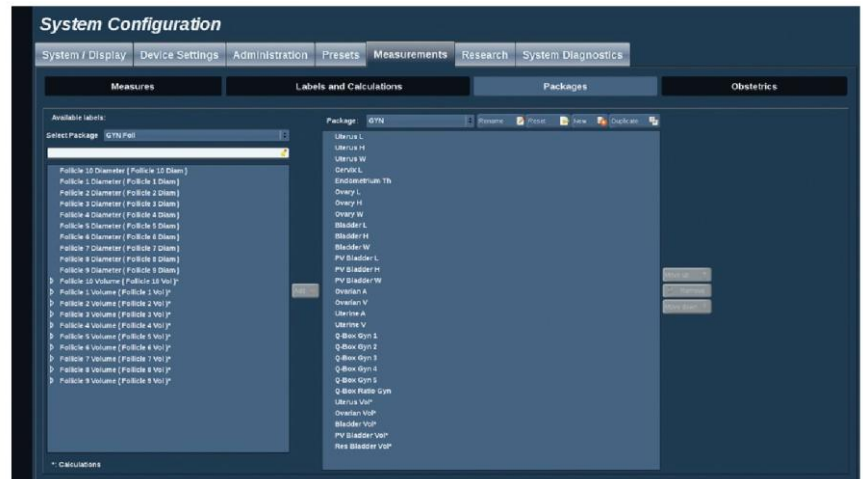 System Configuration
System / Display Device Settings Administration Presets Measurements Research System Diagnostics
Measures Labels and Calculations Packages Obstetrics
Available labels:
Select Package GYN Foll
Follicle 10 Diameter ( Follicle 10 Diam )
Follicle 1 Diameter ( Follicle 1 Diam )
Follicle 2 Diameter ( Follicle 2 Diam )
Follicle 3 Diameter ( Follicle 3 Diam )
Follicle 4 Diameter ( Follicle 4 Diam )
Follicle 5 Diameter ( Follicle 5 Diam )
Follicle 6 Diameter ( Follicle 6 Diam )
Follicle 7 Diameter ( Follicle 7 Diam )
Follicle 8 Diameter ( Follicle 8 Diam )
Follicle 9 Diameter ( Follicle 9 Diam )
Follicle 10 Volume ( Follicle 10 Vol )*
Follicle 1 Volume ( Follicle 1 Vol )*
Follicle 2 Volume ( Follicle 2 Vol )*
Follicle 3 Volume ( Follicle 3 Vol )*
Follicle 4 Volume ( Follicle 4 Vol )*
Follicle 5 Volume ( Follicle 5 Vol )*
Follicle 6 Volume ( Follicle 6 Vol )*
Follicle 7 Volume ( Follicle 7 Vol )*
Follicle 8 Volume ( Follicle 8 Vol )*
Follicle 9 Volume ( Follicle 9 Vol )*
*: Calculations
Add
Package: GYN Rename Reset New Duplicate
Uterus L
Uterus H
Uterus W
Cervix L
Endometrium Th
Ovary L
Ovary H
Ovary W
Bladder L
Bladder H
Bladder W
PV Bladder L
PV Bladder H
PV Bladder W
Ovarian A
Ovarian V
Uterine A
Uterine V
Q-Box Gyn 1
Q-Box Gyn 2
Q-Box Gyn 3
Q-Box Gyn 4
Q-Box Gyn 5
Q-Box Ratio Gyn
Uterus Vol*
Ovarian Vol*
Bladder Vol*
PV Bladder Vol*
Res Bladder Vol*
Move up
Remove
Move down